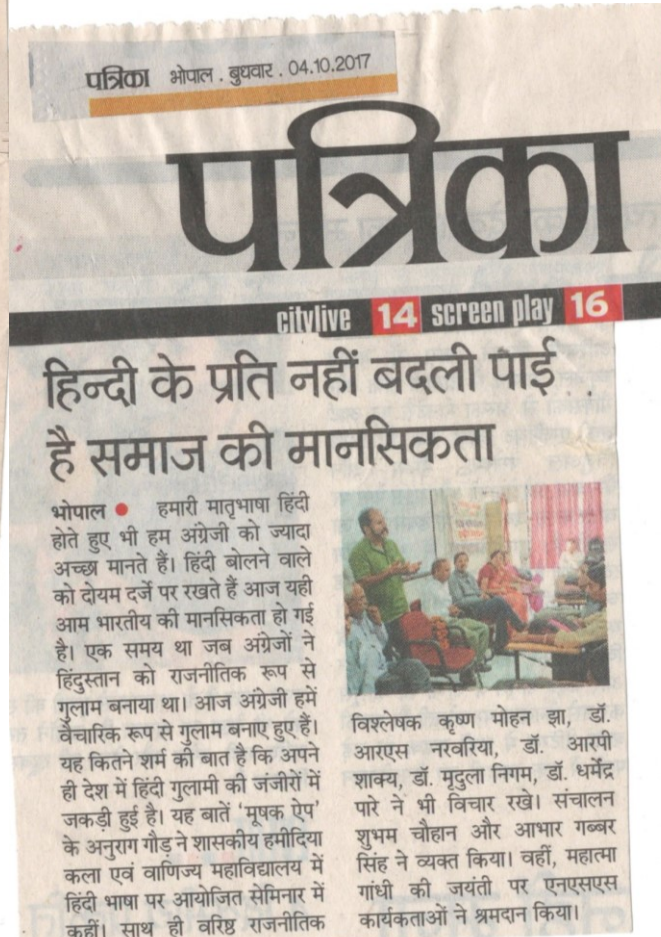 पत्रिका भोपाल . बुधवार . 04.10.2017
पत्रिका
citylive 14 screen play 16
हिन्दी के प्रति नहीं बदली पाई
है समाज की मानसिकता
भोपाल ● हमारी मातृभाषा हिंदी
होते हुए भी हम अंग्रेजी को ज्यादा
अच्छा मानते हैं। हिंदी बोलने वाले
को दोयम दर्जे पर रखते हैं आज यही
आम भारतीय की मानसिकता हो गई
है। एक समय था जब अंग्रेजों ने
हिंदुस्तान को राजनीतिक रूप से
गुलाम बनाया था। आज अंग्रेजी हमें
वैचारिक रूप से गुलाम बनाए हुए हैं।
यह कितने शर्म की बात है कि अपने
ही देश में हिंदी गुलामी की जंजीरों में
जकड़ी हुई है। यह बातें ‘मूषक ऐप’
के अनुराग गौड़ ने शासकीय हमीदिया
कला एवं वाणिज्य महाविद्यालय में
हिंदी भाषा पर आयोजित सेमिनार में
कहीं। साथ ही वरिष्ठ राजनीतिक
विश्लेषक कृष्ण मोहन झा, डॉ.
आरएस नरवरिया, डॉ. आरपी
शाक्य, डॉ. मृदुला निगम, डॉ. धर्मेंद्र
पारे ने भी विचार रखे। संचालन
शुभम चौहान और आभार गब्बर
सिंह ने व्यक्त किया। वहीं, महात्मा
गांधी की जयंती पर एनएसएस
कार्यकताओं ने श्रमदान किया।